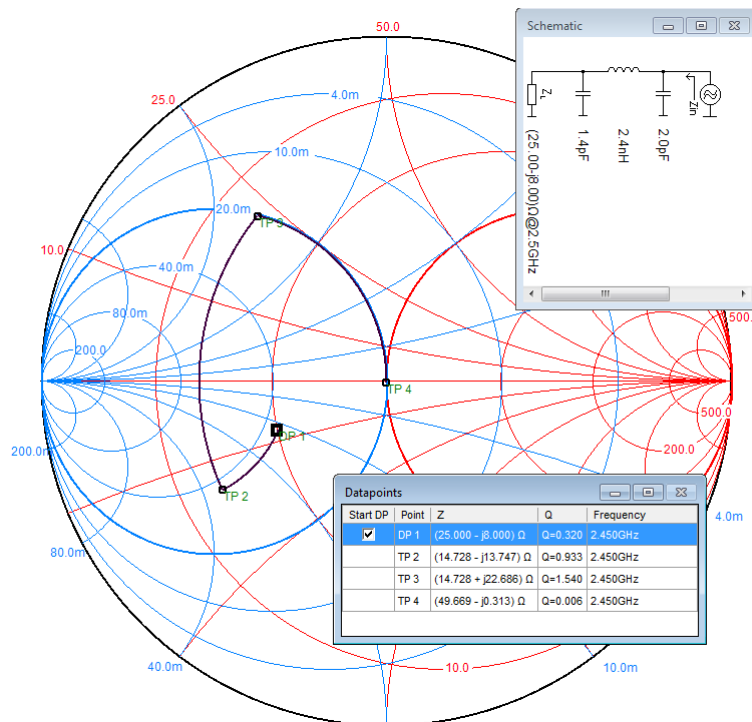 50.0
Schematic
Z_L
Zin
(25.00-j8.00)Ω@2.5GHz
1.4pF
2.4nH
2.0pF
25.0
4.0m
10.0m
20.0m
TP 3
10.0
40.0m
80.0m
200.0
TP 4
DP 1
200.0m
TP 2
80.0m
40.0m
500.0
500.0
200.0
4.0m
10.0
10.0m
Datapoints
Start DP Point Z Q Frequency
DP 1 (25.000 - j8.000) Ω Q=0.320 2.450GHz
TP 2 (14.728 - j13.747) Ω Q=0.933 2.450GHz
TP 3 (14.728 + j22.686) Ω Q=1.540 2.450GHz
TP 4 (49.669 - j0.313) Ω Q=0.006 2.450GHz